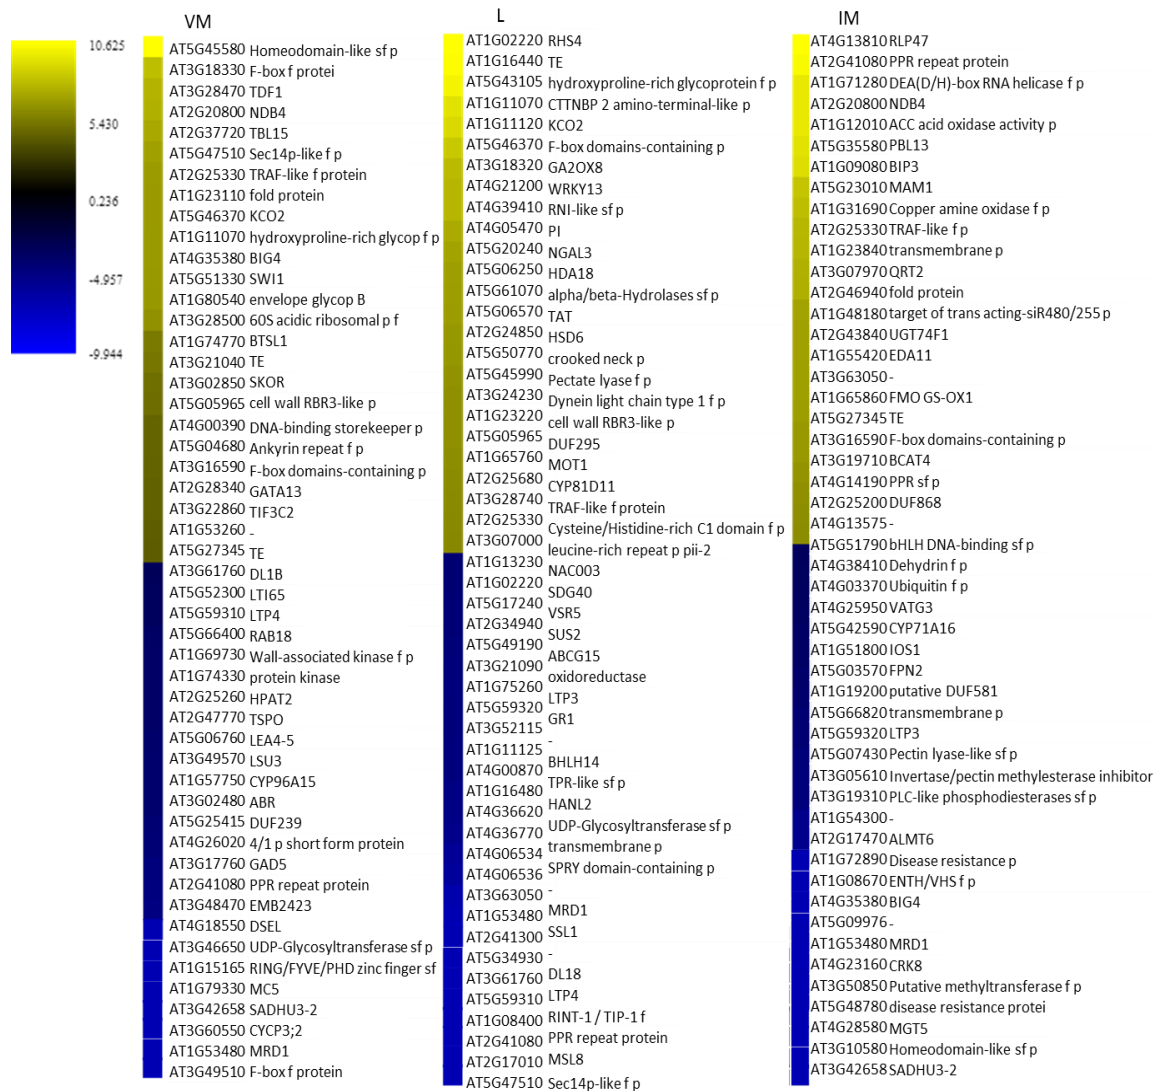 VM
L
IM
10.625
5.430
0.236
-4.957
-9.944
AT5G45580 Homeodomain-like sf p
AT3G18330 F-box f protei
AT3G28470 TDF1
AT2G20800 NDB4
AT2G37720 TBL15
AT5G47510 Sec14p-like f p
AT2G25330 TRAF-like f protein
AT1G23110 fold protein
AT5G46370 KCO2
AT1G11070 hydroxyproline-rich glycop f p
AT4G35380 BIG4
AT5G51330 SWI1
AT1G80540 envelope glycop B
AT3G28500 60S acidic ribosomal p f
AT1G74770 BTSL1
AT3G21040 TE
AT3G02850 SKOR
AT5G05965 cell wall RBR3-like p
AT4G00390 DNA-binding storekeeper p
AT5G04680 Ankyrin repeat f p
AT3G16590 F-box domains-containing p
AT2G28340 GATA13
AT3G22860 TIF3C2
AT1G53260 -
AT5G27345 TE
AT3G61760 DL1B
AT5G52300 LTI65
AT5G59310 LTP4
AT5G66400 RAB18
AT1G69730 Wall-associated kinase f p
AT1G74330 protein kinase
AT2G25260 HPAT2
AT2G47770 TSPO
AT5G06760 LEA4-5
AT3G49570 LSU3
AT1G57750 CYP96A15
AT3G02480 ABR
AT5G25415 DUF239
AT4G26020 4/1 p short form protein
AT3G17760 GAD5
AT2G41080 PPR repeat protein
AT3G48470 EMB2423
AT4G18550 DSEL
AT3G46650 UDP-Glycosyltransferase sf p
AT1G15165 RING/FYVE/PHD zinc finger sf
AT1G79330 MC5
AT3G42658 SADHU3-2
AT3G60550 CYCP3;2
AT1G53480 MRD1
AT3G49510 F-box f protein
AT1G02220 RHS4
AT1G16440 TE
AT5G43105 hydroxyproline-rich glycoprotein f p
AT1G11070 CTTNBP 2 amino-terminal-like p
AT1G11120 KCO2
AT5G46370 F-box domains-containing p
AT3G18320 GA2OX8
AT4G21200 WRKY13
AT4G39410 RNI-like sf p
AT4G05470 PI
AT5G20240 NGAL3
AT5G06250 HDA18
AT5G61070 alpha/beta-Hydrolases sf p
AT5G06570 TAT
AT2G24850 HSD6
AT5G50770 crooked neck p
AT5G45990 Pectate lyase f p
AT3G24230 Dynein light chain type 1 f p
AT1G23220 cell wall RBR3-like p
AT5G05965 DUF295
AT1G65760 MOT1
AT2G25680 CYP81D11
AT3G28740 TRAF-like f protein
AT2G25330 Cysteine/Histidine-rich C1 domain f p
AT3G07000 leucine-rich repeat p pii-2
AT1G13230 NAC003
AT1G02220 SDG40
AT5G17240 VSR5
AT2G34940 SUS2
AT5G49190 ABCG15
AT3G21090 oxidoreductase
AT1G75260 LTP3
AT5G59320 GR1
AT3G52115 -
AT1G11125 BHLH14
AT4G00870 TPR-like sf p
AT1G16480 HANL2
AT4G36620 UDP-Glycosyltransferase sf p
AT4G36770 transmembrane p
AT4G06534 SPRY domain-containing p
AT4G06536 -
AT3G63050 MRD1
AT1G53480 SSL1
AT2G41300 -
AT5G34930 DL18
AT3G61760 LTP4
AT5G59310 RINT-1 / TIP-1 f
AT1G08400 PPR repeat protein
AT2G41080 MSL8
AT2G17010 Sec14p-like f p
AT5G47510
AT4G13810 RLP47
AT2G41080 PPR repeat protein
AT1G71280 DEA(D/H)-box RNA helicase f p
AT2G20800 NDB4
AT1G12010 ACC acid oxidase activity p
AT5G35580 PBL13
AT1G09080 BIP3
AT5G23010 MAM1
AT1G31690 Copper amine oxidase f p
AT2G25330 TRAF-like f p
AT1G23840 transmembrane p
AT3G07970 QRT2
AT2G46940 fold protein
AT1G48180 target of trans acting-siR480/255 p
AT2G43840 UGT74F1
AT1G55420 EDA11
AT3G63050 -
AT1G65860 FMO GS-OX1
AT5G27345 TE
AT3G16590 F-box domains-containing p
AT3G19710 BCAT4
AT4G14190 PPR sf p
AT2G25200 DUF868
AT4G13575 -
AT5G51790 bHLH DNA-binding sf p
AT4G38410 Dehydrin f p
AT4G03370 Ubiquitin f p
AT4G25950 VATG3
AT5G42590 CYP71A16
AT1G51800 IOS1
AT5G03570 FPN2
AT1G19200 putative DUF581
AT5G66820 transmembrane p
AT5G59320 LTP3
AT5G07430 Pectin lyase-like sf p
AT3G05610 Invertase/pectin methylesterase inhibitor
AT3G19310 PLC-like phosphodiesterases sf p
AT1G54300 -
AT2G17470 ALMT6
AT1G72890 Disease resistance p
AT1G08670 ENTH/VHS f p
AT4G35380 BIG4
AT5G09976 -
AT1G53480 MRD1
AT4G23160 CRK8
AT3G50850 Putative methyltransferase f p
AT5G48780 disease resistance protei
AT4G28580 MGT5
AT3G10580 Homeodomain-like sf p
AT3G42658 SADHU3-2